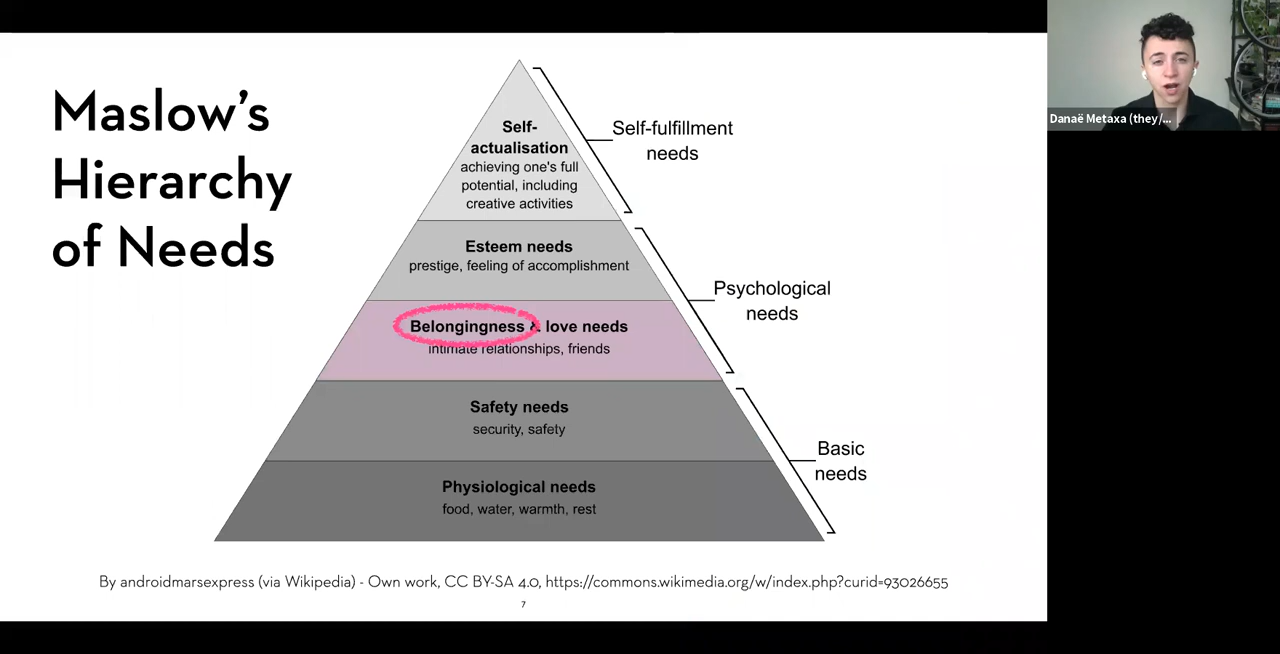 Maslow's
Hierarchy
of Needs
Self-
actualisation
achieving one's full
potential, including
creative activities
Self-fulfillment
needs
Esteem needs
prestige, feeling of accomplishment
Psychological
needs
Belongingness & love needs
intimate relationships, friends
Safety needs
security, safety
Basic
needs
Physiological needs
food, water, warmth, rest
By androidmarsexpress (via Wikipedia) - Own work, CC BY-SA 4.0, https://commons.wikimedia.org/w/index.php?curid=93026655
7
Danaë Metaxa (they/...